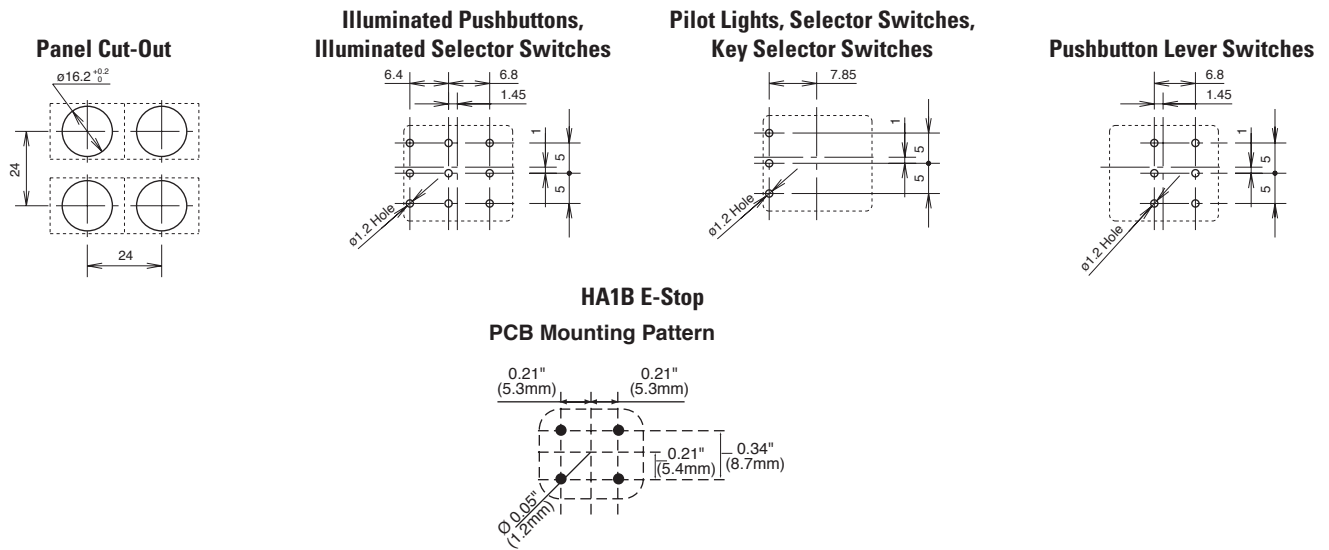 Panel Cut-Out
ø16.2 +0.2 0
24
24
Illuminated Pushbuttons,
Illuminated Selector Switches
6.4
6.8
1.45
1
5
5
ø1.2 Hole
Pilot Lights, Selector Switches,
Key Selector Switches
7.85
1
5
5
ø1.2 Hole
Pushbutton Lever Switches
6.8
1.45
1
5
5
ø1.2 Hole
HA1B E-Stop
PCB Mounting Pattern
0.21"
(5.3mm)
0.21"
(5.3mm)
0.21"
(5.4mm)
0.34"
(8.7mm)
Ø 0.05"
(1.2mm)